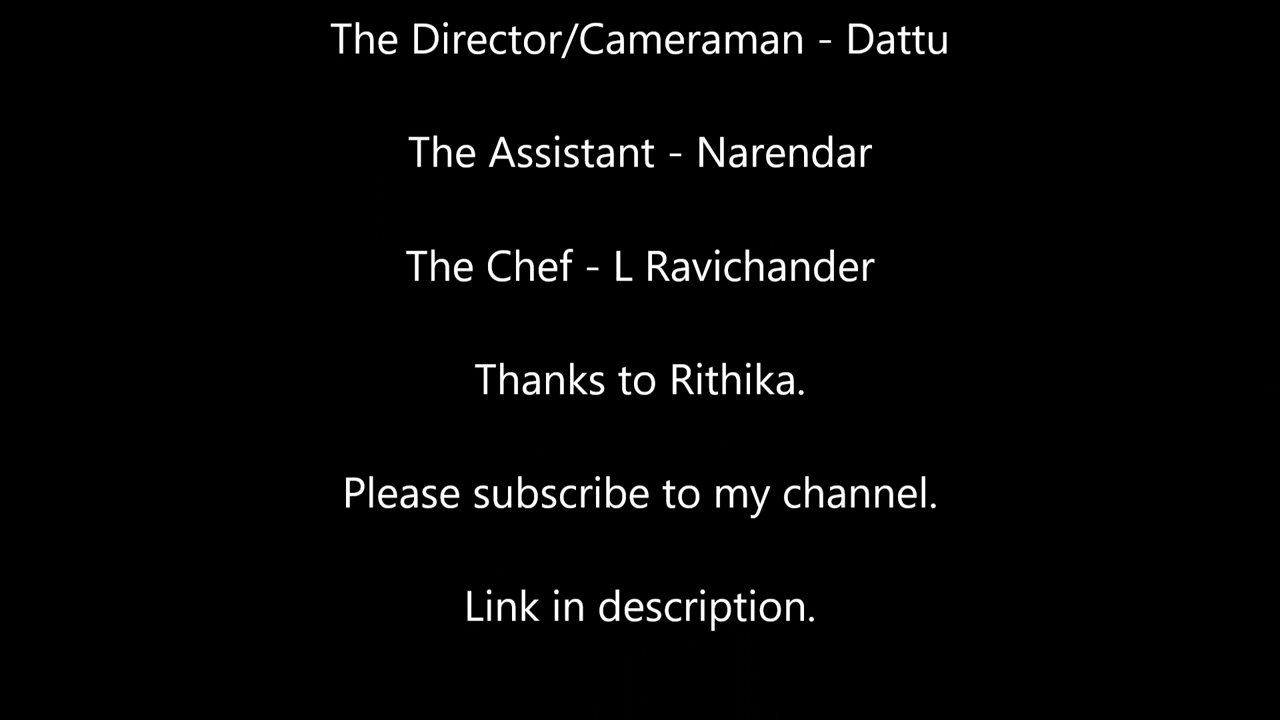 The Director/Cameraman - Dattu
The Assistant - Narendar
The Chef - L Ravichander
Thanks to Rithika.
Please subscribe to my channel.
Link in description.